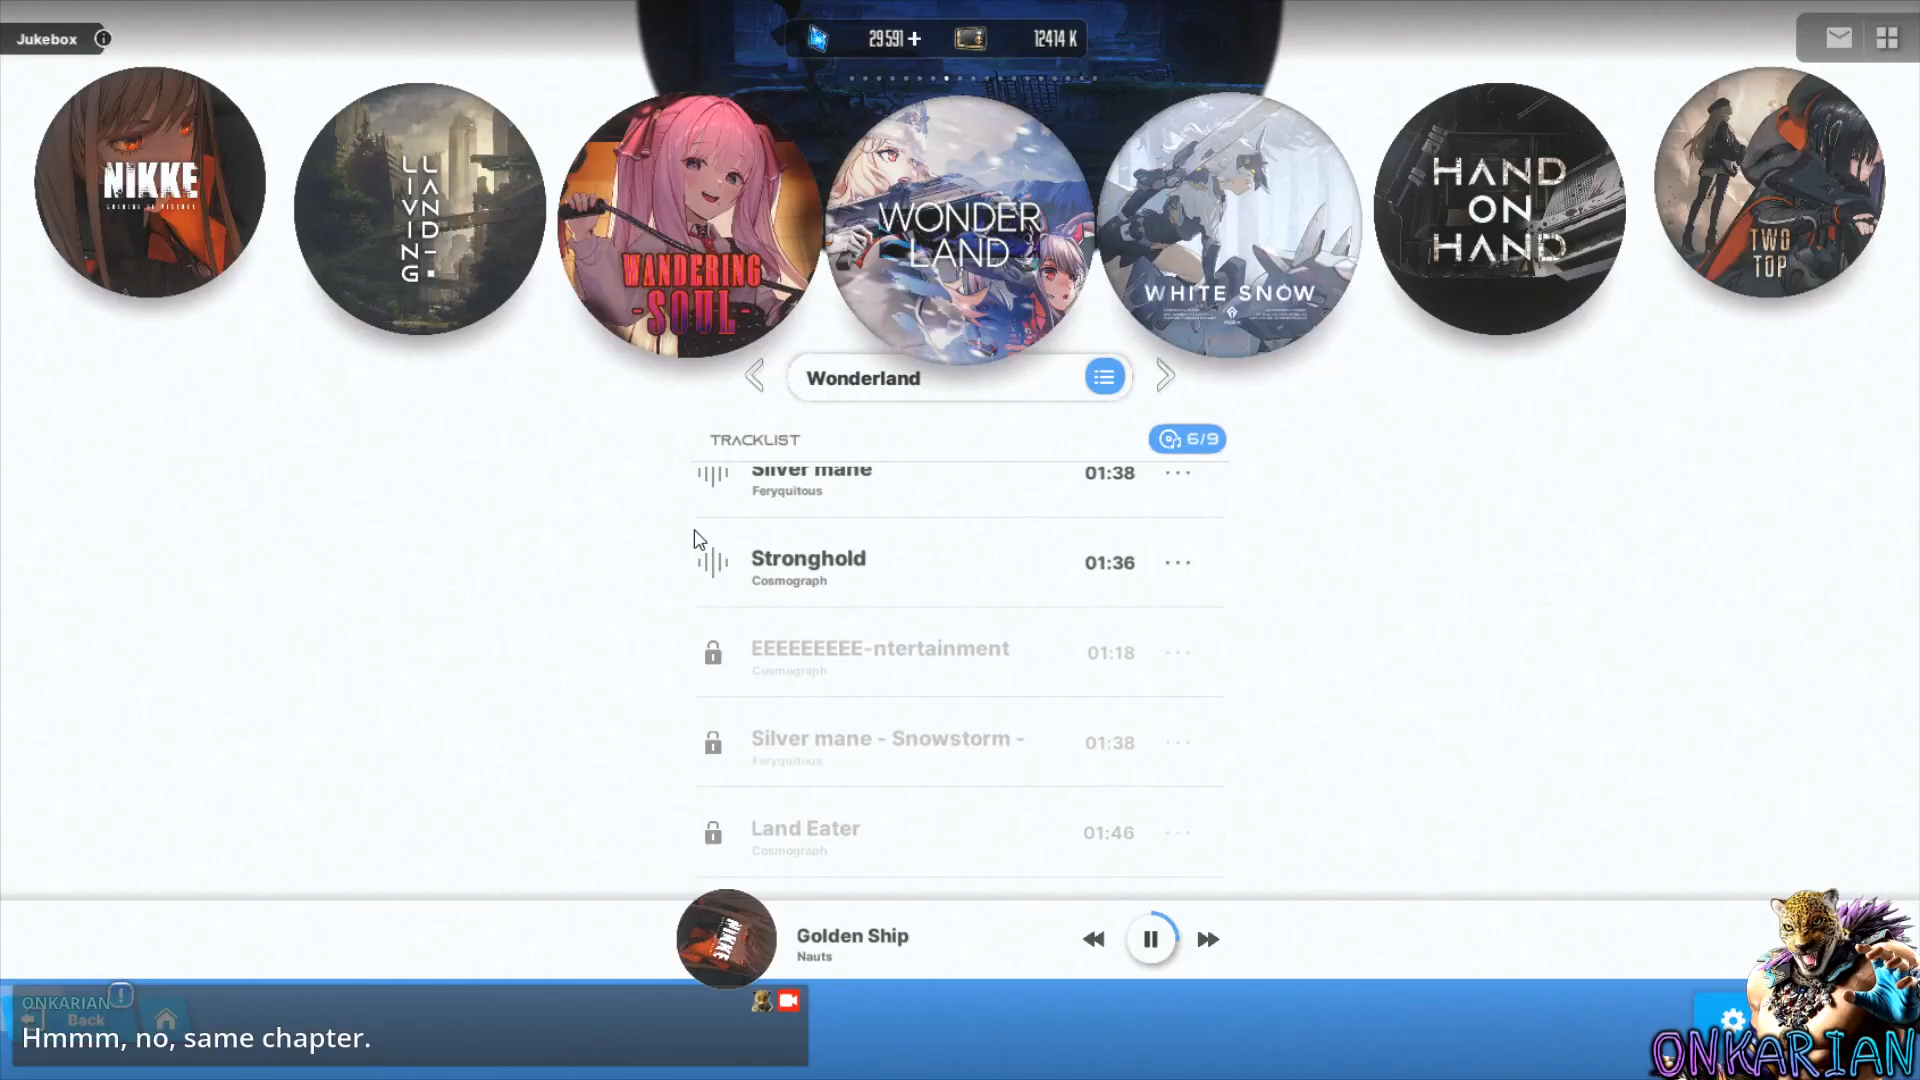 Jukebox
29591
12414 K
NIKKE
LIVING
LAND-
WANDERING
-SOUL-
WONDER
LAND
WHITE SNOW
HAND
ON
HAND
TWO
TOP
Wonderland
TRACKLIST
6/9
Silver mane
01:38
Feryquitous
Stronghold
01:36
Cosmograph
EEEEEEEEE-ntertainment
01:18
Cosmograph
Silver mane - Snowstorm -
01:38
Feryquitous
Land Eater
01:46
Cosmograph
NIKKE
Golden Ship
Nauts
ONKARIAN
Back
Hmmm, no, same chapter.
ONKARIAN